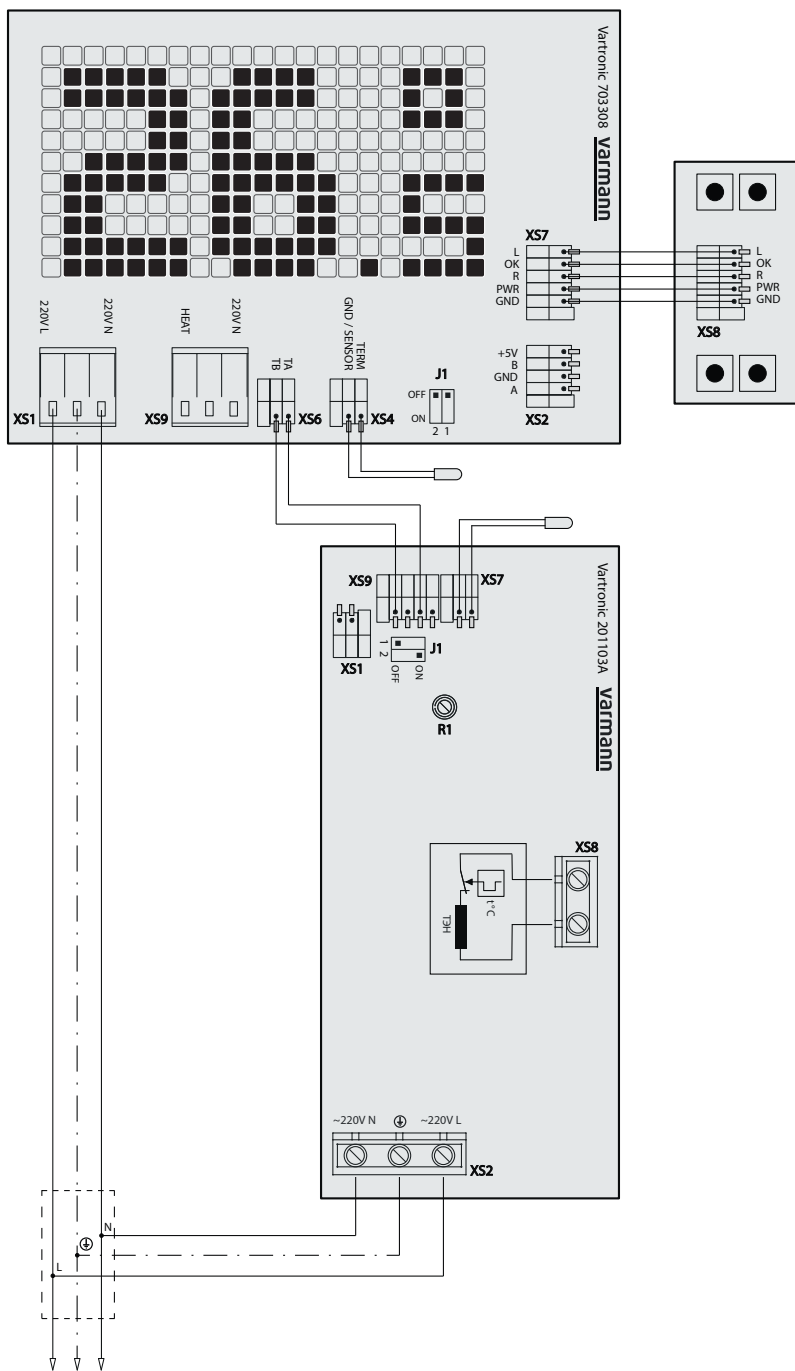 Vartronic 703308
varmann
XS7
L
OK
R
PWR
GND
L
OK
R
PWR
GND
XS8
+5V
B
GND
A
XS2
220V L
220V N
HEAT
220V N
TB
TA
GND / SENSOR
TERM
J1
OFF
ON
2 1
XS1
XS9
XS6
XS4
XS9
XS7
Vartronic 201103A
varmann
XS1
1
2
J1
OFF
ON
R1
XS8
t°C
ТЭН
~220V N
~220V L
XS2
N
L